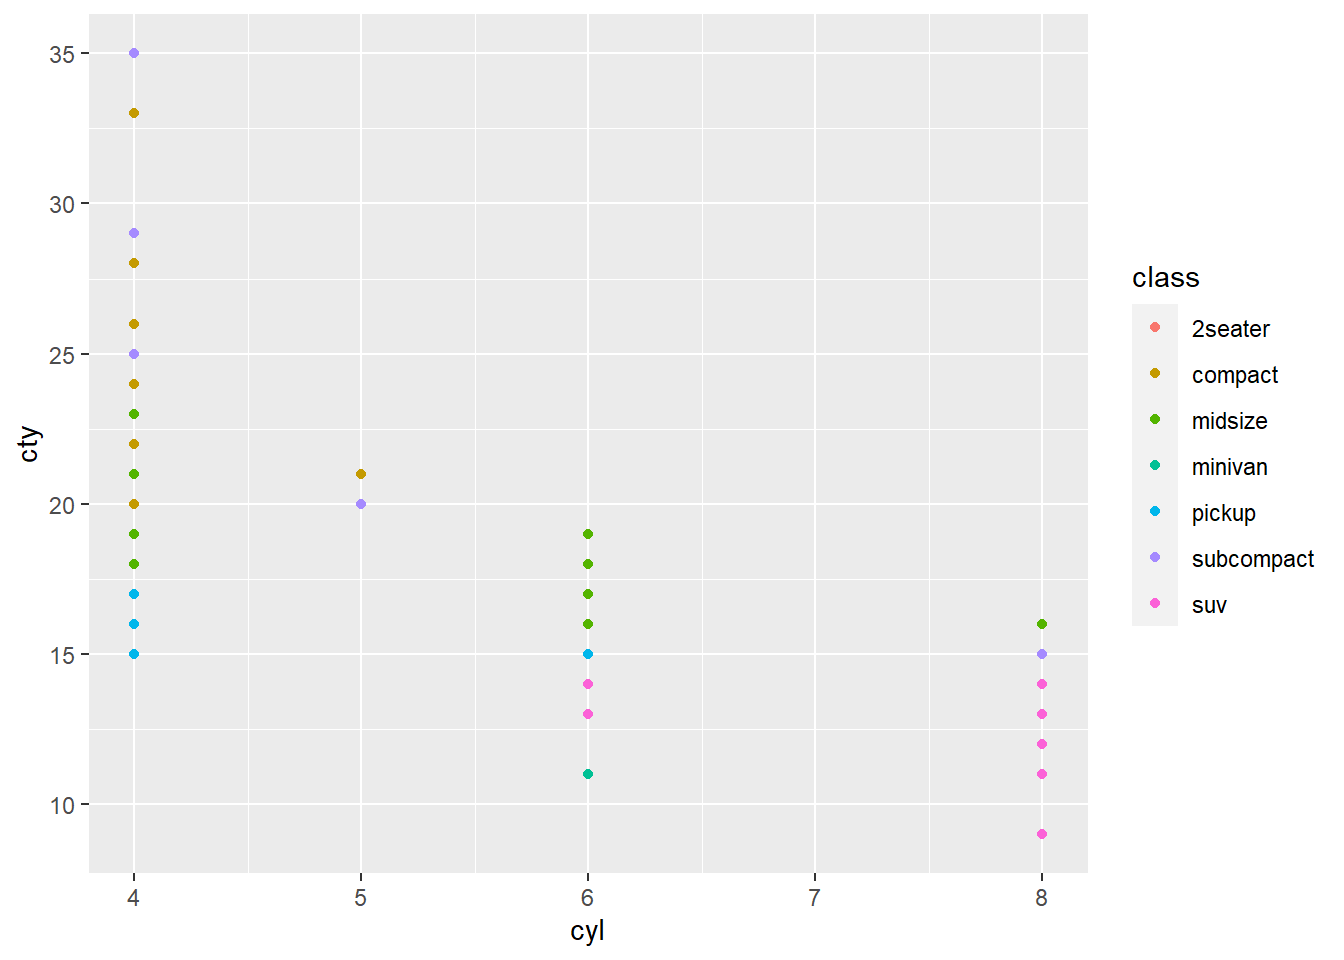 35
30
25
20
15
10
cty
4 5 6 7 8
cyl
class
2seater
compact
midsize
minivan
pickup
subcompact
suv